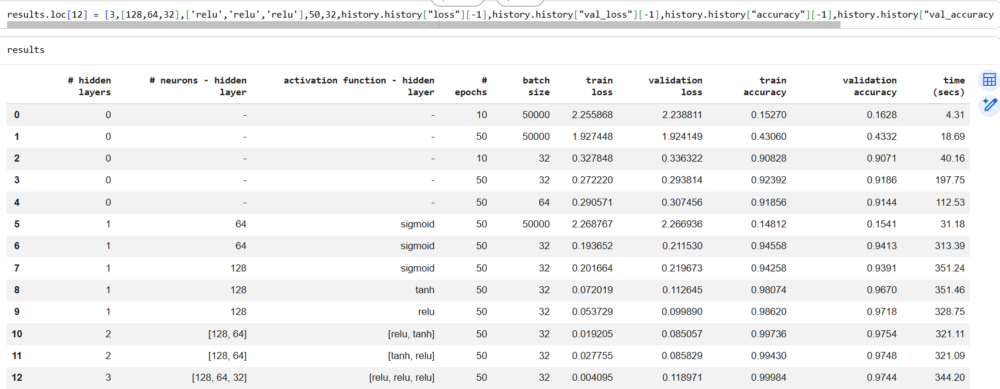 results.loc[12] = [3,[128,64,32],['relu','relu','relu'],50,32,history.history["loss"][-1],history.history["val_loss"][-1],history.history["accuracy"][-1],history.history["val_accuracy
results
# hidden layers # neurons - hidden layer activation function - hidden layer # epochs batch size train loss validation loss train accuracy validation accuracy time (secs)
0 0 - - 10 50000 2.255868 2.238811 0.15270 0.1628 4.31
1 0 - - 50 50000 1.927448 1.924149 0.43060 0.4332 18.69
2 0 - - 10 32 0.327848 0.336322 0.90828 0.9071 40.16
3 0 - - 50 32 0.272220 0.293814 0.92392 0.9186 197.75
4 0 - - 50 64 0.290571 0.307456 0.91856 0.9144 112.53
5 1 64 sigmoid 50 50000 2.268767 2.266936 0.14812 0.1541 31.18
6 1 64 sigmoid 50 32 0.193652 0.211530 0.94558 0.9413 313.39
7 1 128 sigmoid 50 32 0.201664 0.219673 0.94258 0.9391 351.24
8 1 128 tanh 50 32 0.072019 0.112645 0.98074 0.9670 351.46
9 1 128 relu 50 32 0.053729 0.099890 0.98620 0.9718 328.75
10 2 [128, 64] [relu, tanh] 50 32 0.019205 0.085057 0.99736 0.9754 321.11
11 2 [128, 64] [tanh, relu] 50 32 0.027755 0.085829 0.99430 0.9748 321.09
12 3 [128, 64, 32] [relu, relu, relu] 50 32 0.004095 0.118971 0.99984 0.9744 344.20